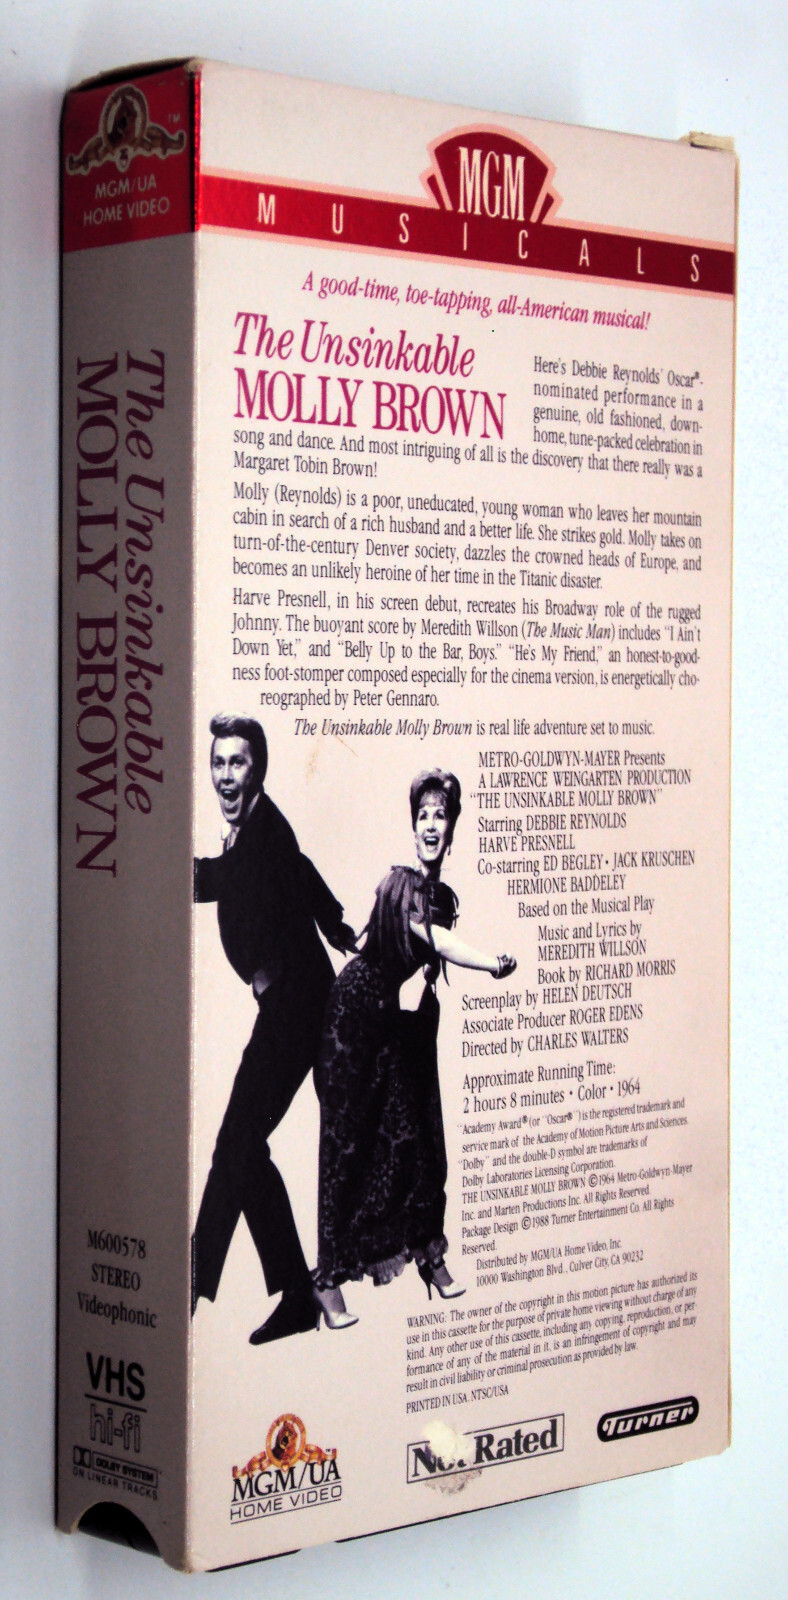 TM
MGM/UA
HOME VIDEO
The Unsinkable
MOLLY BROWN
M600578
STEREO
Videophonic
VHS
hi-fi
DOLBY SYSTEM
ON LINEAR TRACKS
MGM
MUSICALS
A good-time, toe-tapping, all-American musical!
The Unsinkable
MOLLY BROWN
Here's Debbie Reynolds' Oscar®-
nominated performance in a
genuine, old fashioned, down-
home, tune-packed celebration in
song and dance. And most intriguing of all is the discovery that there really was a
Margaret Tobin Brown!
Molly (Reynolds) is a poor, uneducated, young woman who leaves her mountain
cabin in search of a rich husband and a better life. She strikes gold. Molly takes on
turn-of-the-century Denver society, dazzles the crowned heads of Europe, and
becomes an unlikely heroine of her time in the Titanic disaster.
Harve Presnell, in his screen debut, recreates his Broadway role of the rugged
Johnny. The buoyant score by Meredith Willson (The Music Man) includes "I Ain't
Down Yet," and "Belly Up to the Bar, Boys." "He's My Friend," an honest-to-good-
ness foot-stomper composed especially for the cinema version, is energetically cho-
reographed by Peter Gennaro.
The Unsinkable Molly Brown is real life adventure set to music.
METRO-GOLDWYN-MAYER Presents
A LAWRENCE WEINGARTEN PRODUCTION
"THE UNSINKABLE MOLLY BROWN"
Starring DEBBIE REYNOLDS
HARVE PRESNELL
Co-starring ED BEGLEY • JACK KRUSCHEN
HERMIONE BADDELEY
Based on the Musical Play
Music and Lyrics by
MEREDITH WILLSON
Book by RICHARD MORRIS
Screenplay by HELEN DEUTSCH
Associate Producer ROGER EDENS
Directed by CHARLES WALTERS
Approximate Running Time:
2 hours 8 minutes • Color • 1964
"Academy Award® (or "Oscar®") is the registered trademark and
service mark of the Academy of Motion Picture Arts and Sciences.
"Dolby" and the double-D symbol are trademarks of
Dolby Laboratories Licensing Corporation.
THE UNSINKABLE MOLLY BROWN ©1964 Metro-Goldwyn-Mayer
Inc. and Marten Productions Inc. All Rights Reserved.
Package Design ©1988 Turner Entertainment Co. All Rights
Reserved.
Distributed by MGM/UA Home Video, Inc.
10000 Washington Blvd., Culver City, CA 90232
WARNING: The owner of the copyright in this motion picture has authorized its
use in this cassette for the purpose of private home viewing without charge of any
kind. Any other use of this cassette, including any copying, reproduction, or per-
formance of any of the material in it, is an infringement of copyright and may
result in civil liability or criminal prosecution as provided by law.
PRINTED IN USA. NTSC/USA
MGM/UA
HOME VIDEO
Not Rated
Turner